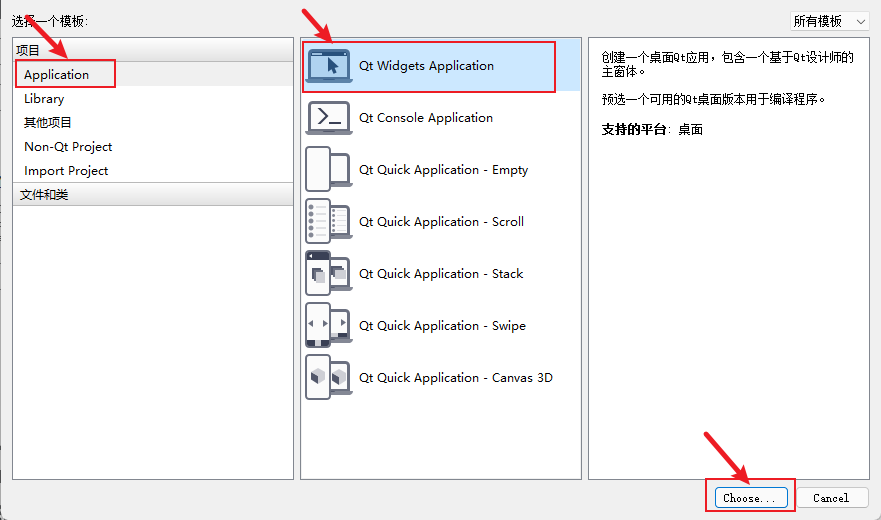 选择一个模板:
所有模板
项目
Application
Library
其他项目
Non-Qt Project
Import Project
文件和类
Qt Widgets Application
Qt Console Application
Qt Quick Application - Empty
Qt Quick Application - Scroll
Qt Quick Application - Stack
Qt Quick Application - Swipe
Qt Quick Application - Canvas 3D
创建一个桌面Qt应用，包含一个基于Qt设计师的
主窗体。
预选一个可用的Qt桌面版本用于编译程序。
支持的平台: 桌面
Choose...
Cancel